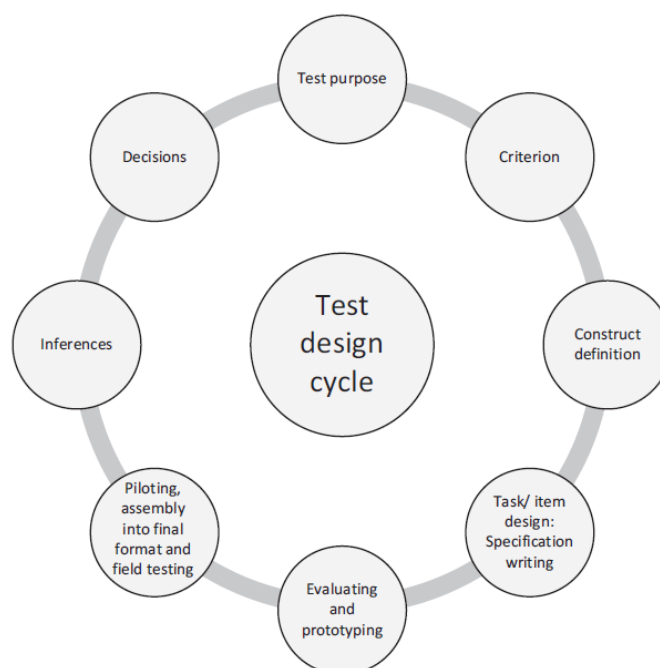 Test purpose
Criterion
Construct
definition
Task/ item
design:
Specification
writing
Evaluating
and
prototyping
Piloting,
assembly
into final
format and
field testing
Inferences
Decisions
Test
design
cycle